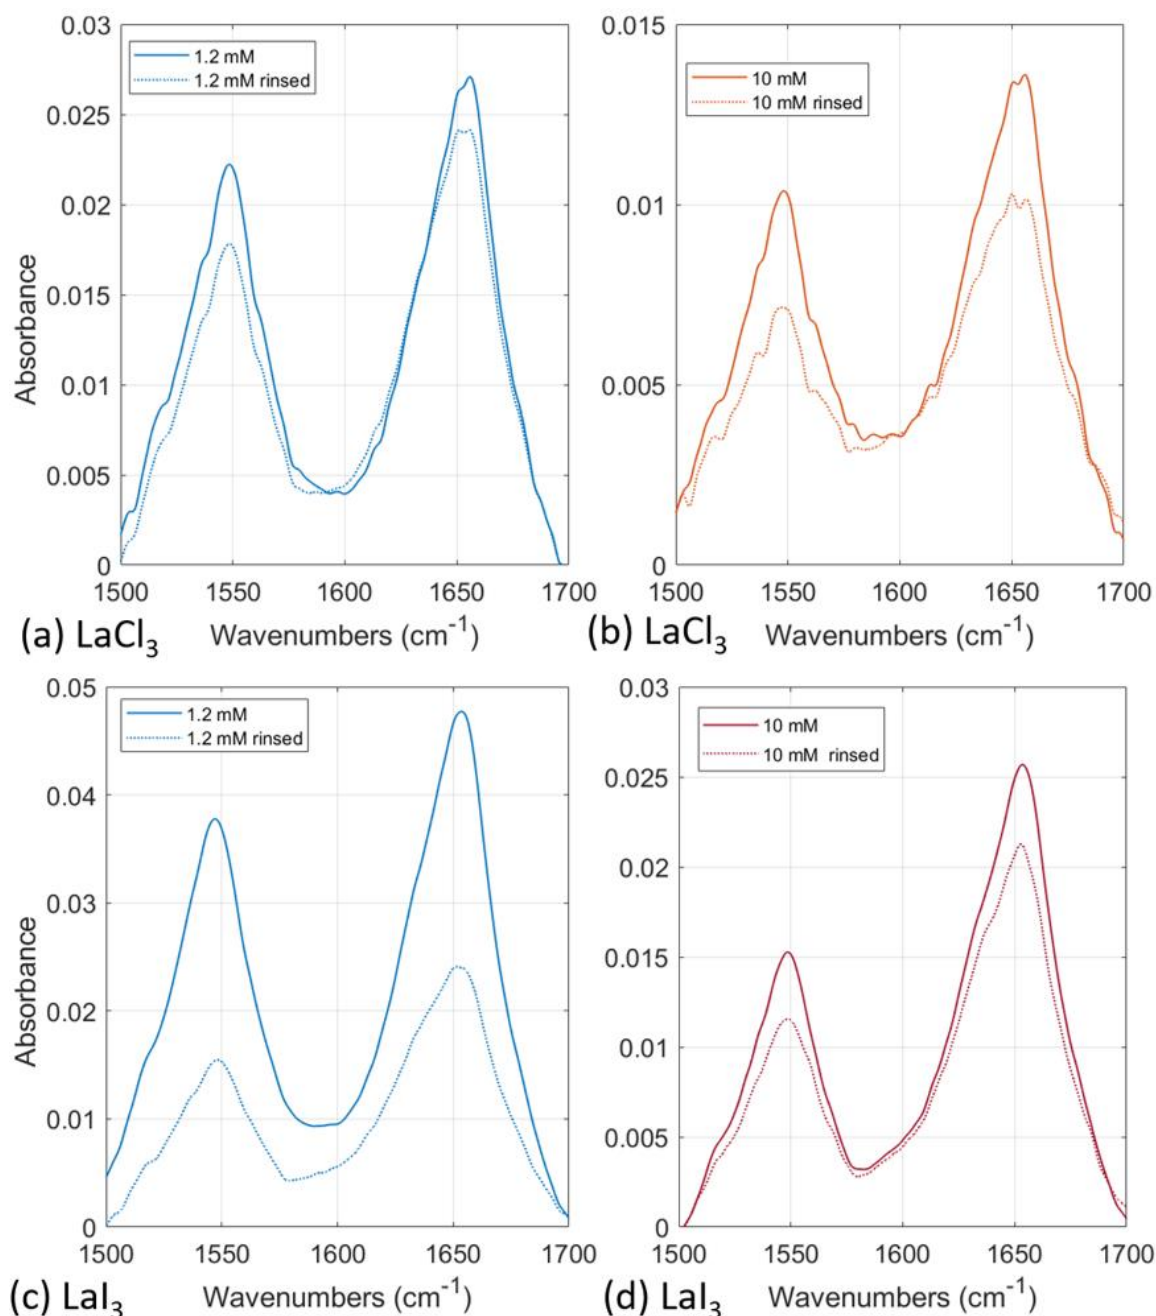 0.03
0.025
0.02
0.015
0.01
0.005
0
Absorbance
1.2 mM
1.2 mM rinsed
1500 1550 1600 1650 1700
(a) LaCl₃ Wavenumbers (cm⁻¹)
0.015
0.01
0.005
0
10 mM
10 mM rinsed
1500 1550 1600 1650 1700
(b) LaCl₃ Wavenumbers (cm⁻¹)
0.05
0.04
0.03
0.02
0.01
0
Absorbance
1.2 mM
1.2 mM rinsed
1500 1550 1600 1650 1700
(c) LaI₃ Wavenumbers (cm⁻¹)
0.03
0.025
0.02
0.015
0.01
0.005
0
10 mM
10 mM rinsed
1500 1550 1600 1650 1700
(d) LaI₃ Wavenumbers (cm⁻¹)